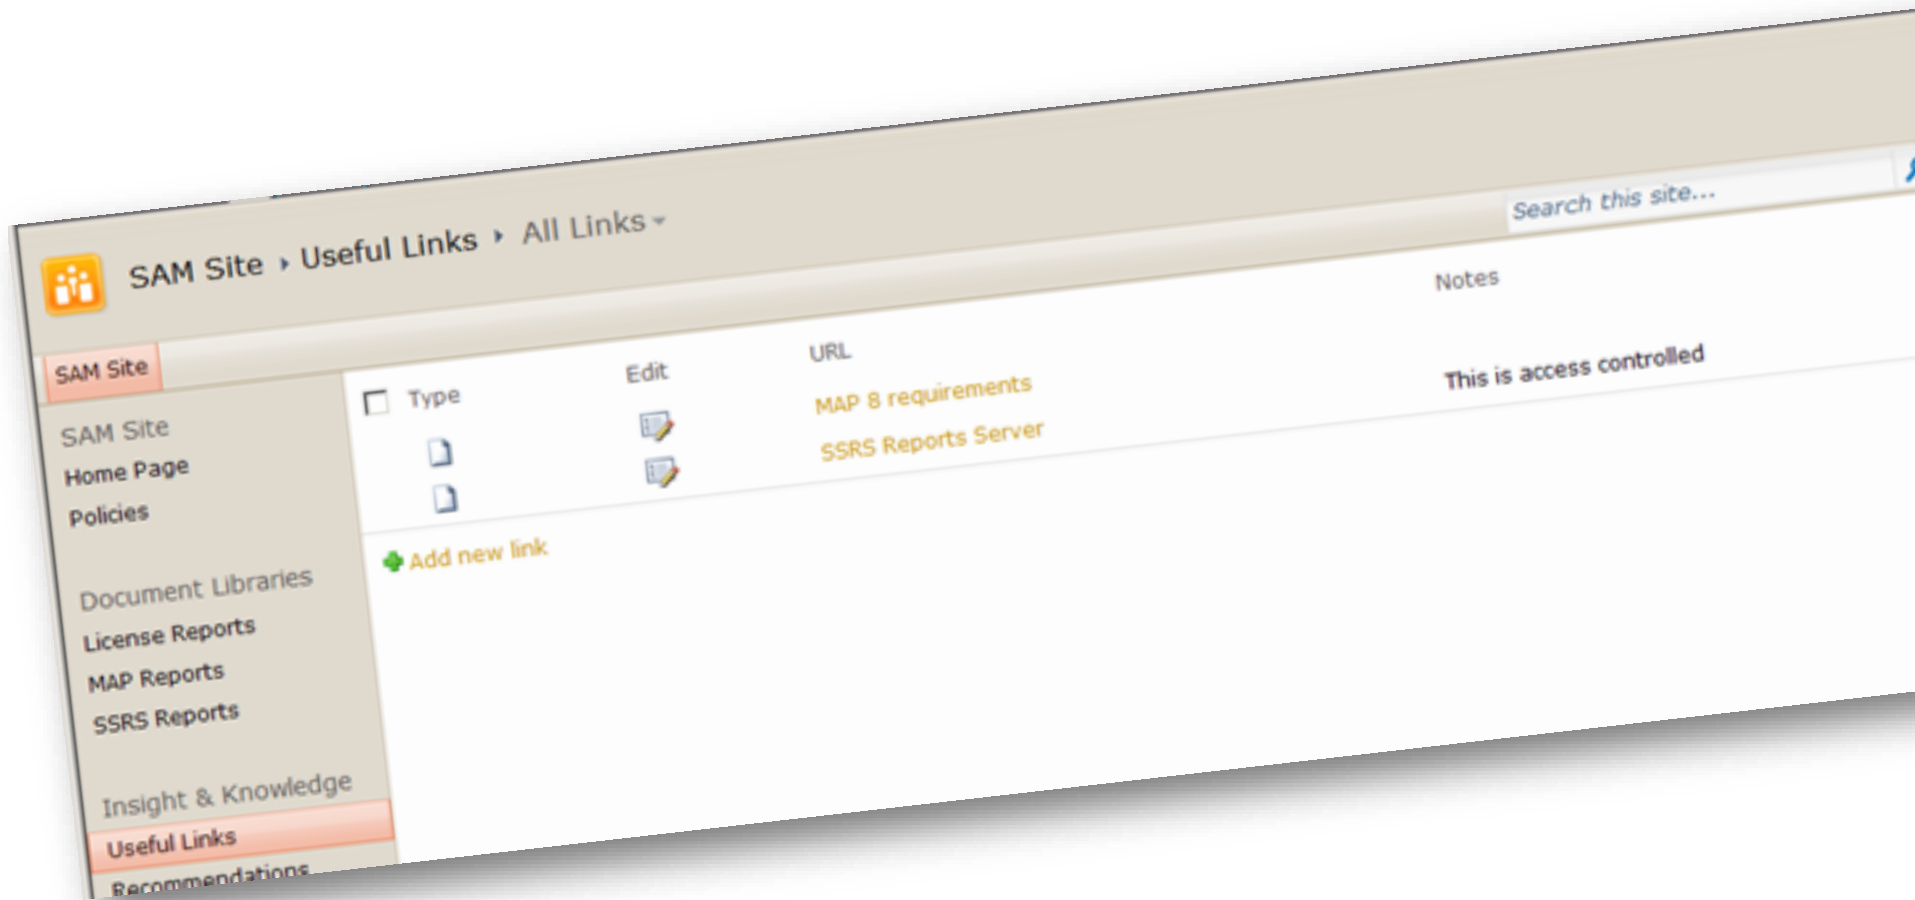 SAM Site ▸ Useful Links ▸ All Links
Search this site...
SAM Site
SAM Site
Home Page
Policies
Document Libraries
License Reports
MAP Reports
SSRS Reports
Insight & Knowledge
Useful Links
Recommendations
Type Edit URL Notes
MAP 8 requirements
SSRS Reports Server This is access controlled
Add new link